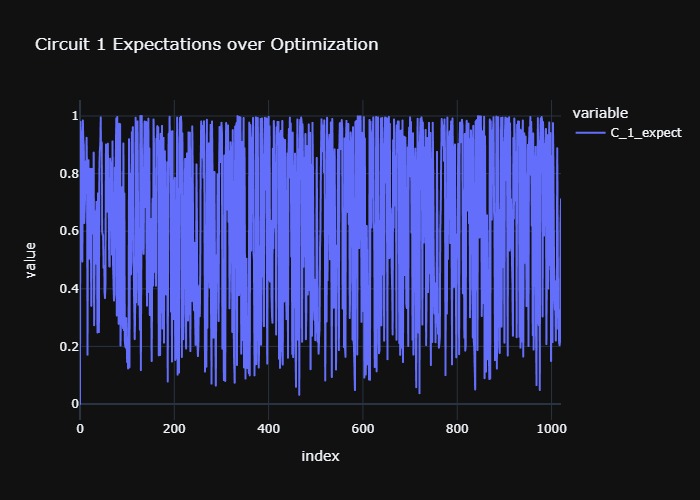 Circuit 1 Expectations over Optimization
variable
C_1_expect
value
1
0.8
0.6
0.4
0.2
0
0 200 400 600 800 1000
index